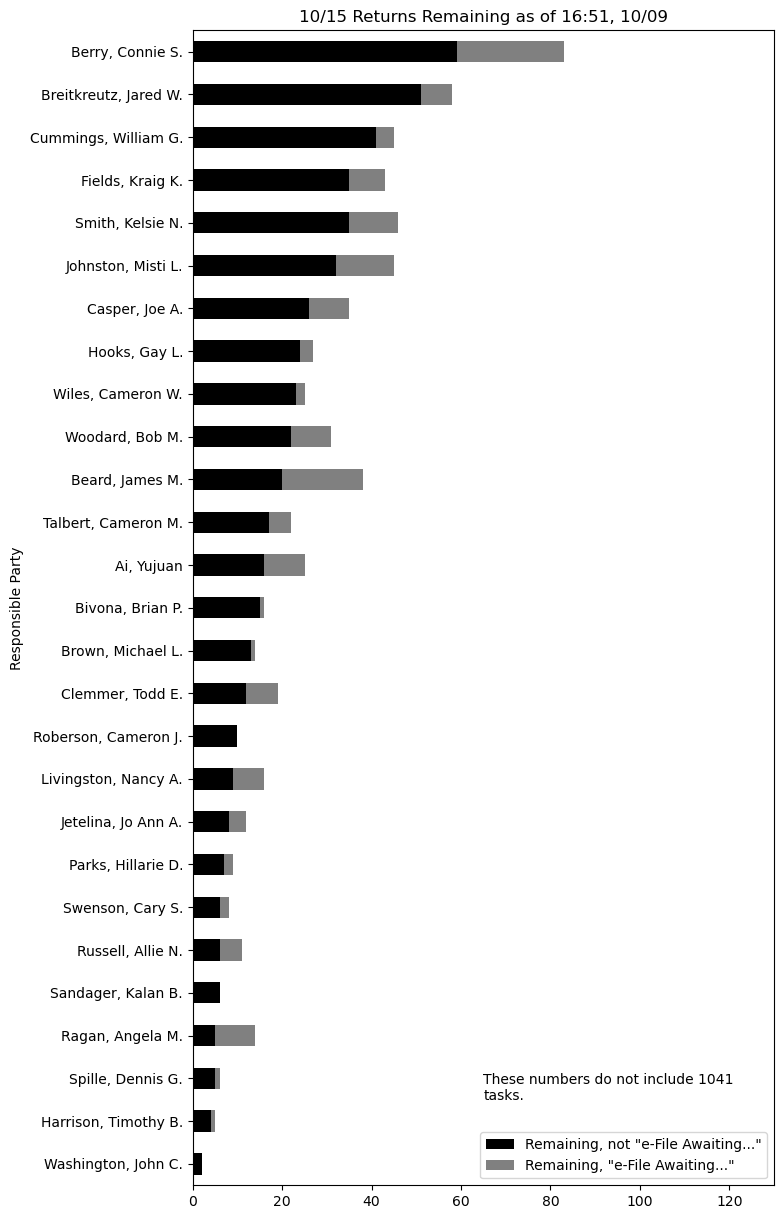 10/15 Returns Remaining as of 16:51, 10/09
Responsible Party
Berry, Connie S.
Breitkreutz, Jared W.
Cummings, William G.
Fields, Kraig K.
Smith, Kelsie N.
Johnston, Misti L.
Casper, Joe A.
Hooks, Gay L.
Wiles, Cameron W.
Woodard, Bob M.
Beard, James M.
Talbert, Cameron M.
Ai, Yujuan
Bivona, Brian P.
Brown, Michael L.
Clemmer, Todd E.
Roberson, Cameron J.
Livingston, Nancy A.
Jetelina, Jo Ann A.
Parks, Hillarie D.
Swenson, Cary S.
Russell, Allie N.
Sandager, Kalan B.
Ragan, Angela M.
Spille, Dennis G.
Harrison, Timothy B.
Washington, John C.
These numbers do not include 1041
tasks.
Remaining, not "e-File Awaiting..."
Remaining, "e-File Awaiting..."
0 20 40 60 80 100 120